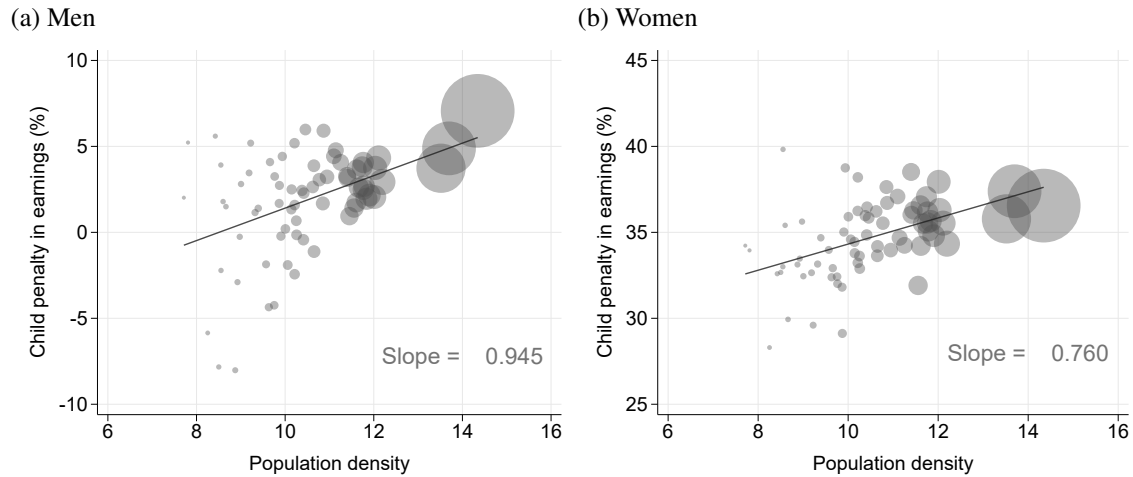 (a) Men
Child penalty in earnings (%)
10
5
0
-5
-10
Slope = 0.945
6 8 10 12 14 16
Population density
(b) Women
Child penalty in earnings (%)
45
40
35
30
25
Slope = 0.760
6 8 10 12 14 16
Population density